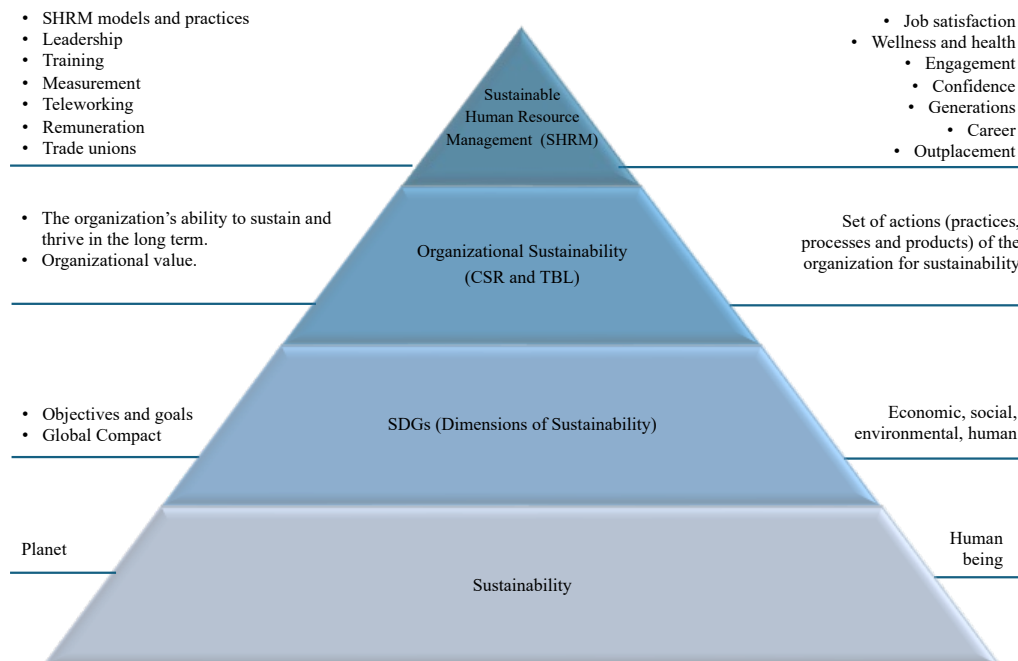 • SHRM models and practices
• Leadership
• Training
• Measurement
• Teleworking
• Remuneration
• Trade unions
Sustainable
Human Resource
Management (SHRM)
• Job satisfaction
• Wellness and health
• Engagement
• Confidence
• Generations
• Career
• Outplacement
• The organization’s ability to sustain and
thrive in the long term.
• Organizational value.
Organizational Sustainability
(CSR and TBL)
Set of actions (practices,
processes and products) of the
organization for sustainability
• Objectives and goals
• Global Compact
SDGs (Dimensions of Sustainability)
Economic, social,
environmental, human
Planet
Sustainability
Human
being